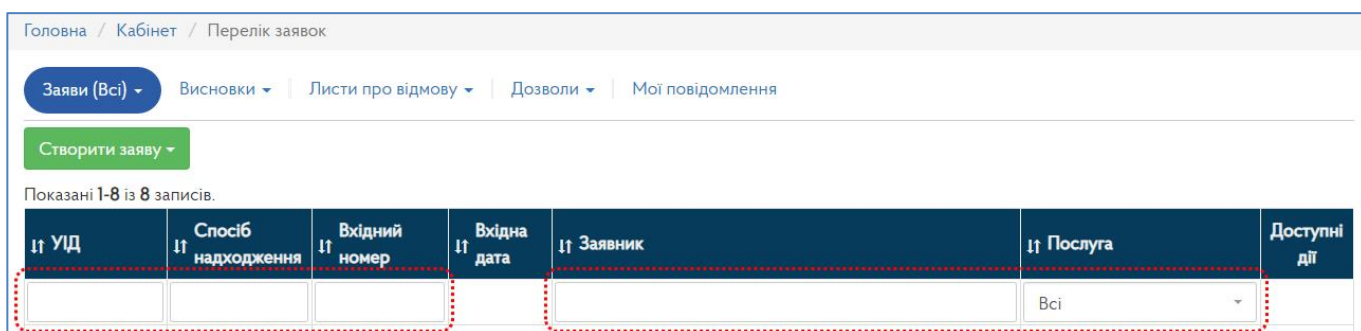 Головна / Кабінет / Перелік заявок
Заяви (Всі) Висновки Листи про відмову Дозволи Мої повідомлення
Створити заяву
Показані 1-8 із 8 записів.
УІД Спосіб надходження Вхідний номер Вхідна дата Заявник Послуга Доступні дії
Всі